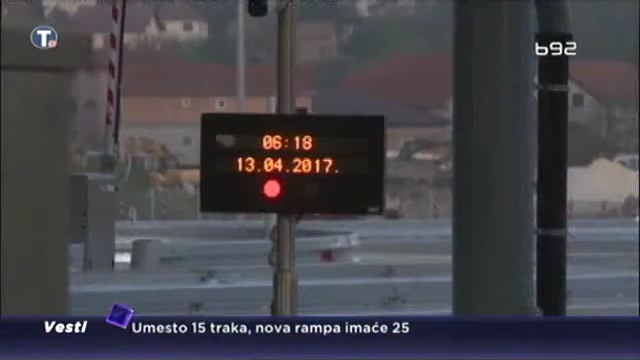 T
b92
06:18
13.04.2017.
Vesti
Umesto 15 traka, nova rampa imaće 25